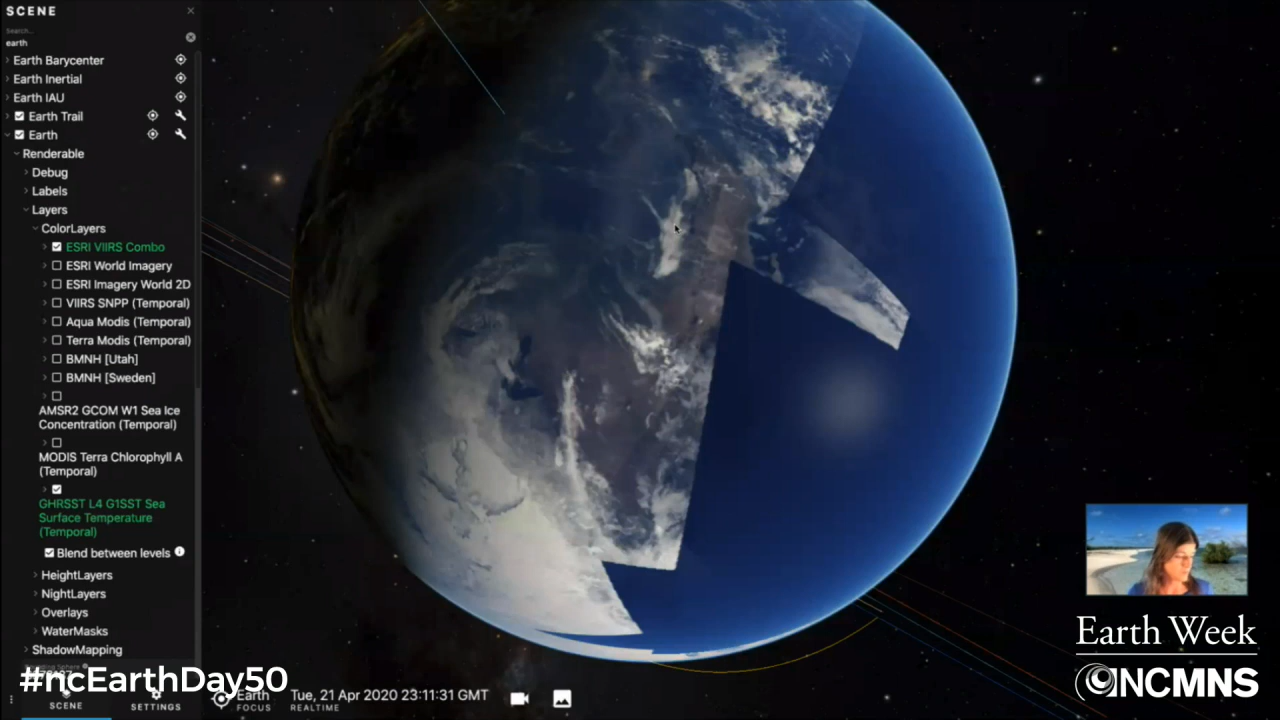 SCENE
Search...
earth
Earth Barycenter
Earth Inertial
Earth IAU
Earth Trail
Earth
Renderable
Debug
Labels
Layers
ColorLayers
ESRI VIIRS Combo
ESRI World Imagery
ESRI Imagery World 2D
VIIRS SNPP (Temporal)
Aqua Modis (Temporal)
Terra Modis (Temporal)
BMNH [Utah]
BMNH [Sweden]
AMSR2 GCOM W1 Sea Ice
Concentration (Temporal)
MODIS Terra Chlorophyll A
(Temporal)
GHRSST L4 G1SST Sea
Surface Temperature
(Temporal)
Blend between levels
HeightLayers
NightLayers
Overlays
WaterMasks
ShadowMapping
#ncEarthDay50
SCENE
SETTINGS
Earth
FOCUS
Tue, 21 Apr 2020 23:11:31 GMT
REALTIME
Earth Week
NCMNS